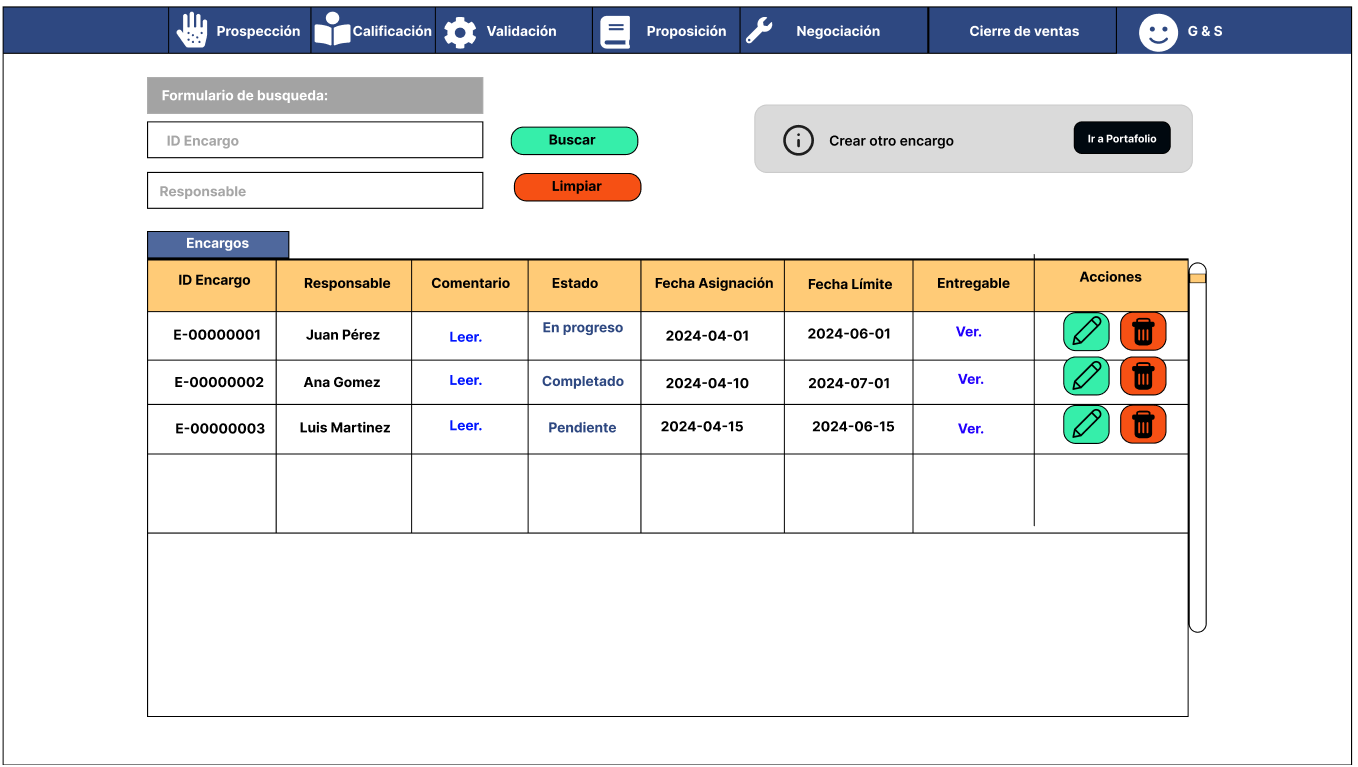 Prospección Calificación Validación Proposición Negociación Cierre de ventas G & S
Formulario de busqueda:
ID Encargo
Buscar
Crear otro encargo
Ir a Portafolio
Responsable
Limpiar
Encargos
ID Encargo Responsable Comentario Estado Fecha Asignación Fecha Límite Entregable Acciones
E-00000001 Juan Pérez Leer. En progreso 2024-04-01 2024-06-01 Ver.
E-00000002 Ana Gomez Leer. Completado 2024-04-10 2024-07-01 Ver.
E-00000003 Luis Martinez Leer. Pendiente 2024-04-15 2024-06-15 Ver.